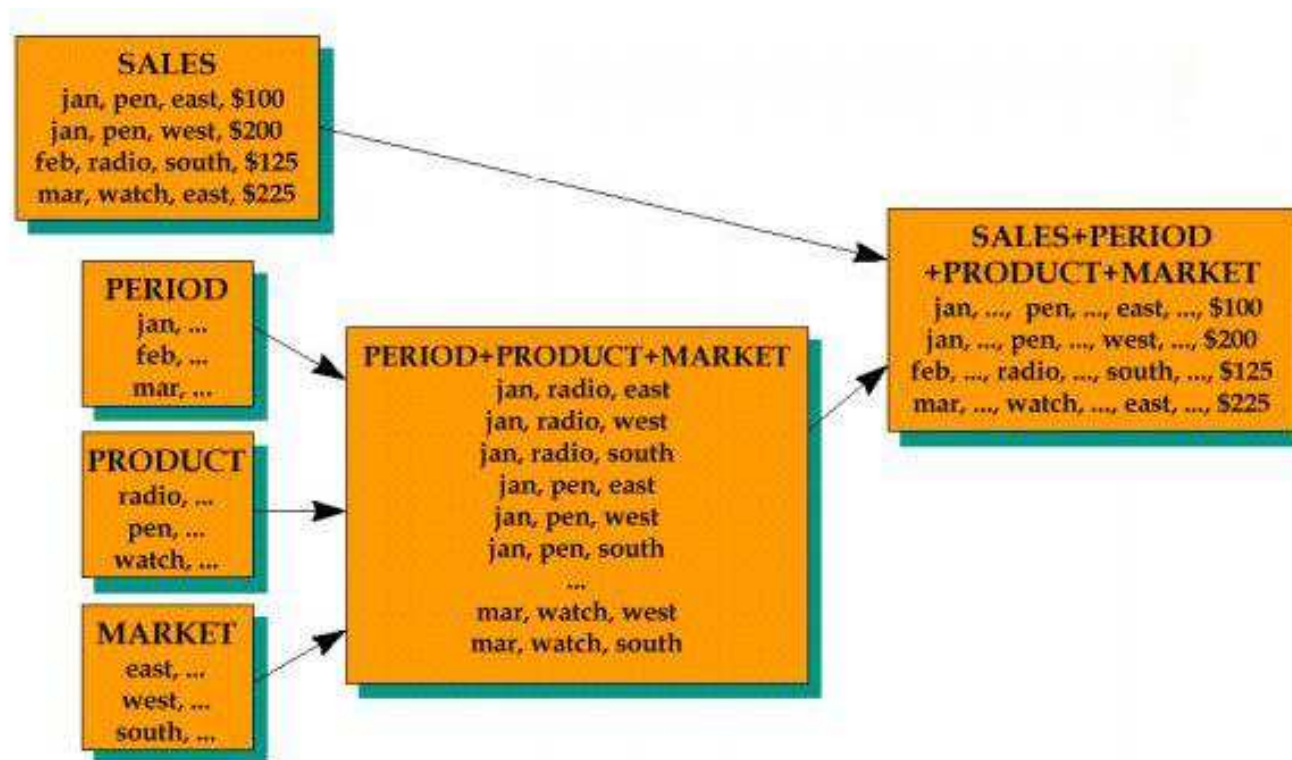 SALES
jan, pen, east, $100
jan, pen, west, $200
feb, radio, south, $125
mar, watch, east, $225
PERIOD
jan, ...
feb, ...
mar, ...
PRODUCT
radio, ...
pen, ...
watch, ...
MARKET
east, ...
west, ...
south, ...
PERIOD+PRODUCT+MARKET
jan, radio, east
jan, radio, west
jan, radio, south
jan, pen, east
jan, pen, west
jan, pen, south
...
mar, watch, west
mar, watch, south
SALES+PERIOD
+PRODUCT+MARKET
jan, ..., pen, ..., east, ..., $100
jan, ..., pen, ..., west, ..., $200
feb, ..., radio, ..., south, ..., $125
mar, ..., watch, ..., east, ..., $225